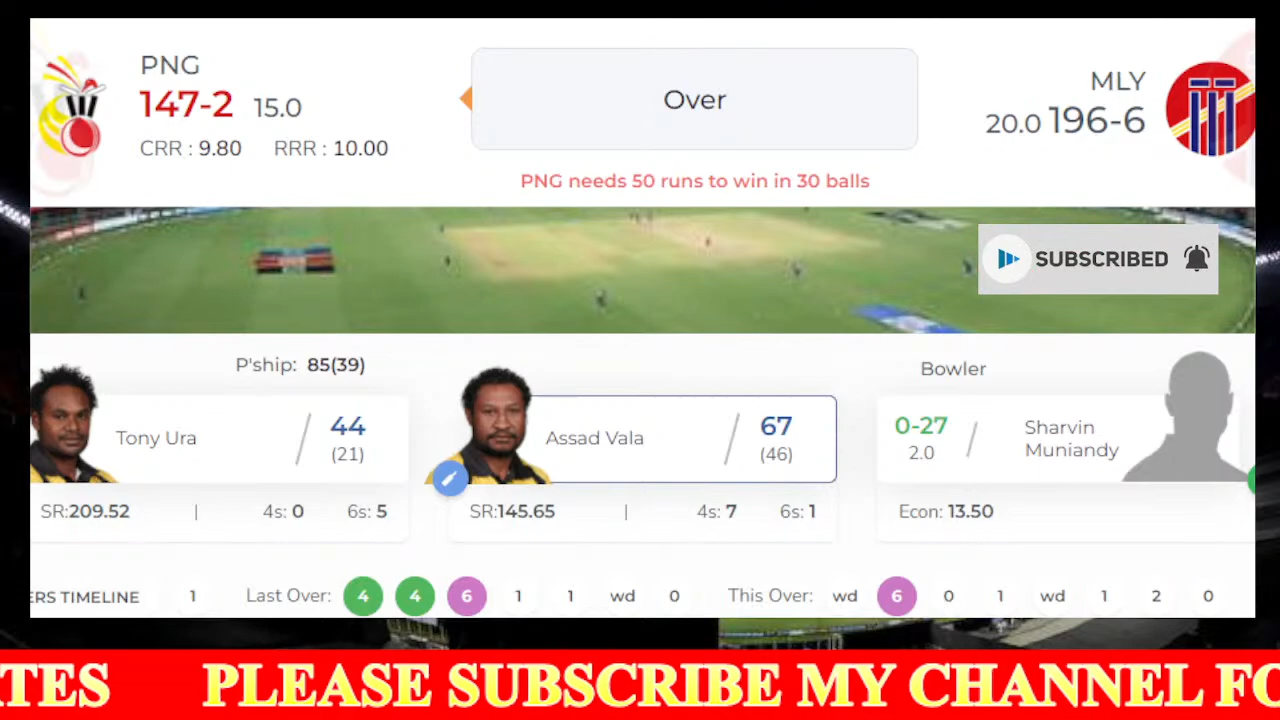 PNG
147-2 15.0
CRR : 9.80 RRR : 10.00
Over
MLY
20.0 196-6
PNG needs 50 runs to win in 30 balls
SUBSCRIBED
P'ship: 85(39)
Tony Ura
44
(21)
SR:209.52 | 4s: 0 6s: 5
Assad Vala
67
(46)
SR:145.65 | 4s: 7 6s: 1
Bowler
0-27
2.0
Sharvin
Muniandy
Econ: 13.50
ERS TIMELINE 1 Last Over: 4 4 6 1 1 wd 0 This Over: wd 6 0 1 wd 1 2 0
TES PLEASE SUBSCRIBE MY CHANNEL FO